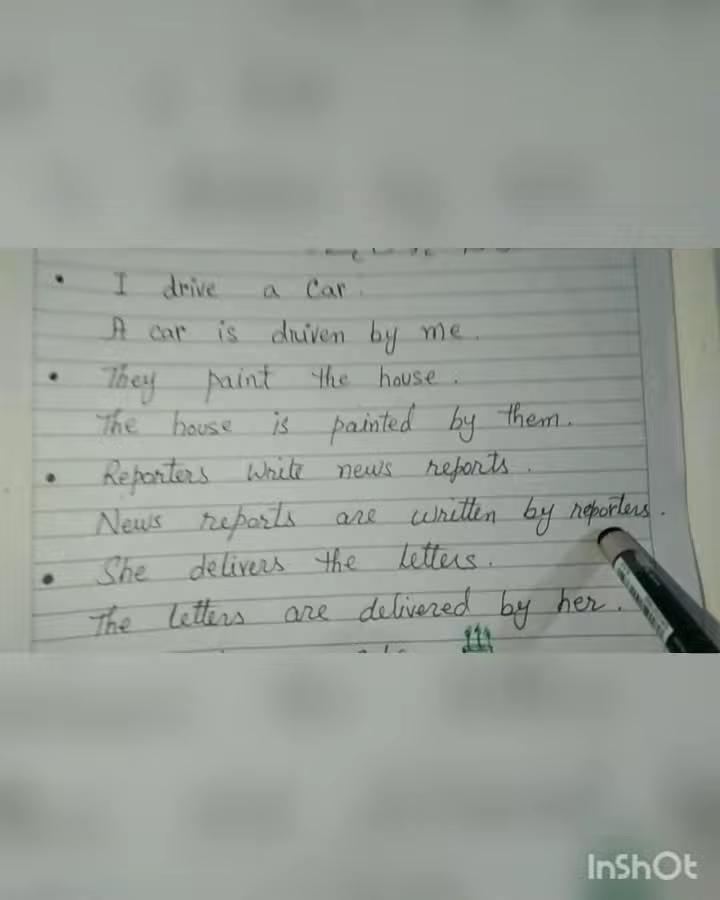 I drive a car.
A car is driven by me.
They paint the house.
The house is painted by them.
Reporters write news reports.
News reports are written by reporters.
She delivers the letters.
The letters are delivered by her.
InShOt